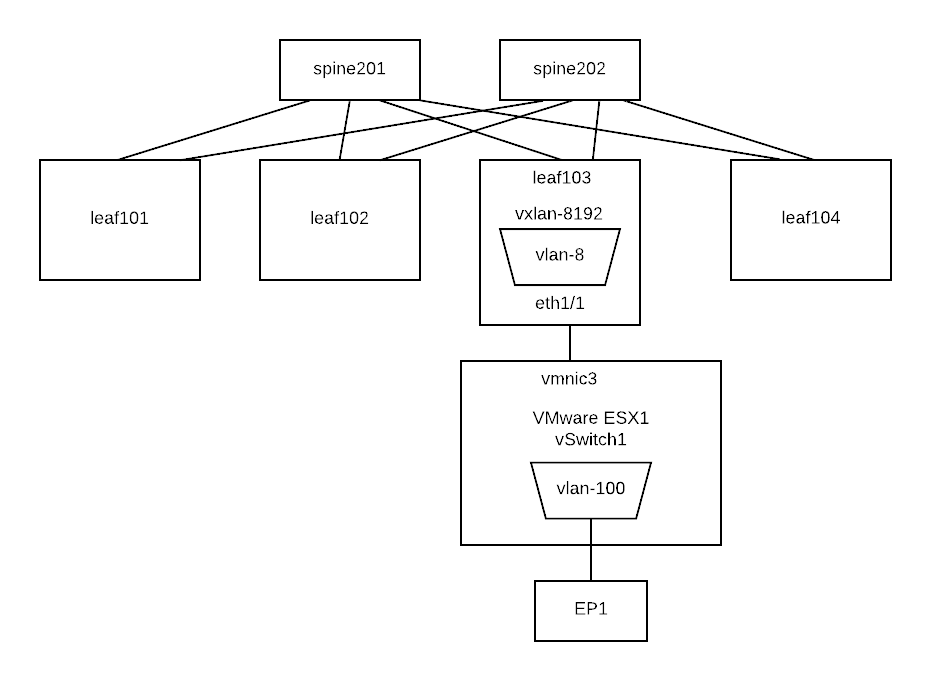 spine201
spine202
leaf101
leaf102
leaf103
vxlan-8192
vlan-8
eth1/1
leaf104
vmnic3
VMware ESX1
vSwitch1
vlan-100
EP1